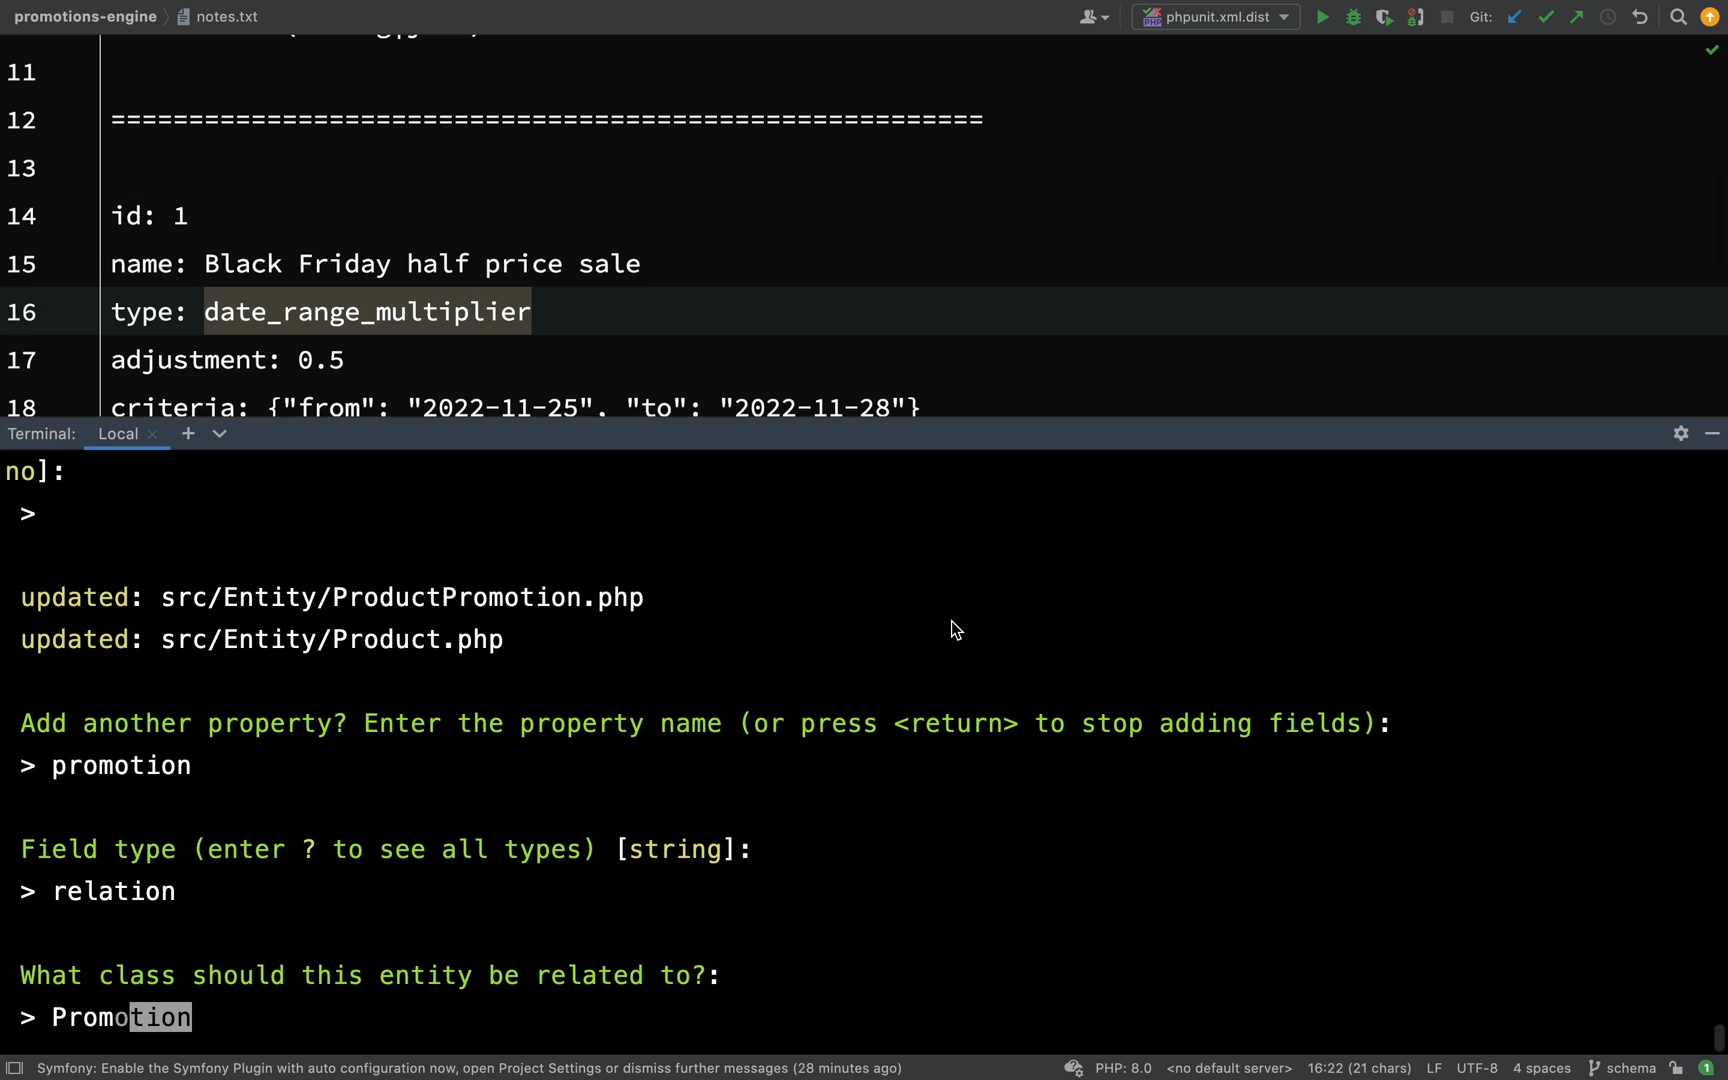 promotions-engine notes.txt phpunit.xml.dist Git:
11
12 ========================================================
13
14 id: 1
15 name: Black Friday half price sale
16 type: date_range_multiplier
17 adjustment: 0.5
18 criteria: {"from": "2022-11-25", "to": "2022-11-28"}
Terminal: Local
no]:
>
updated: src/Entity/ProductPromotion.php
updated: src/Entity/Product.php
Add another property? Enter the property name (or press <return> to stop adding fields):
> promotion
Field type (enter ? to see all types) [string]:
> relation
What class should this entity be related to?:
> Promotion
Symfony: Enable the Symfony Plugin with auto configuration now, open Project Settings or dismiss further messages (28 minutes ago) PHP: 8.0 <no default server> 16:22 (21 chars) LF UTF-8 4 spaces schema 1